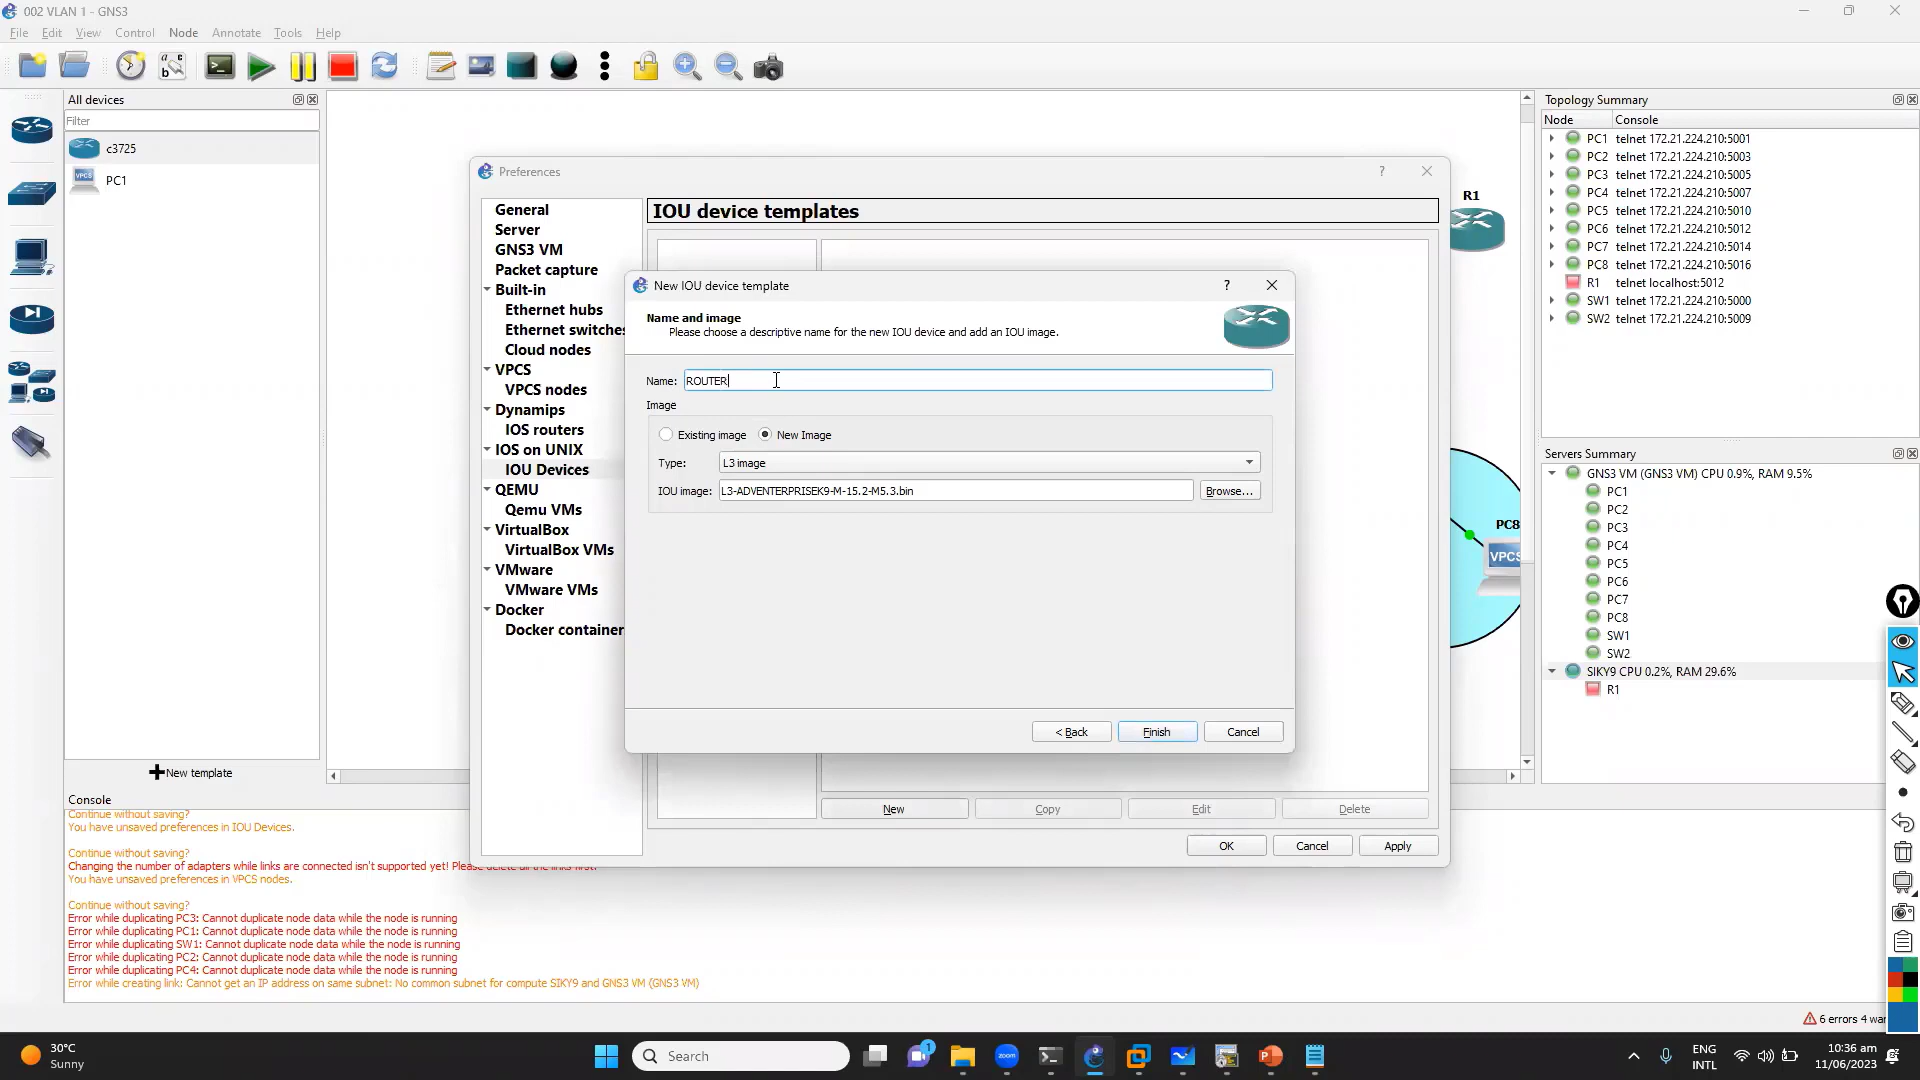 002 VLAN 1 - GNS3
File Edit View Control Node Annotate Tools Help
All devices
Filter
c3725
VPCS PC1
New template
Preferences
General
Server
GNS3 VM
Packet capture
Built-in
Ethernet hubs
Ethernet switches
Cloud nodes
VPCS
VPCS nodes
Dynamips
IOS routers
IOS on UNIX
IOU Devices
QEMU
Qemu VMs
VirtualBox
VirtualBox VMs
VMware
VMware VMs
Docker
Docker container
IOU device templates
New IOU device template
Name and image
Please choose a descriptive name for the new IOU device and add an IOU image.
Name: ROUTER
Image
Existing image New Image
Type: L3 image
IOU image: L3-ADVENTERPRISEK9-M-15.2-M5.3.bin Browse...
< Back Finish Cancel
New Copy Edit Delete
OK Cancel Apply
R1
PC8
VPCS
Topology Summary
Node Console
PC1 telnet 172.21.224.210:5001
PC2 telnet 172.21.224.210:5003
PC3 telnet 172.21.224.210:5005
PC4 telnet 172.21.224.210:5007
PC5 telnet 172.21.224.210:5010
PC6 telnet 172.21.224.210:5012
PC7 telnet 172.21.224.210:5014
PC8 telnet 172.21.224.210:5016
R1 telnet localhost:5012
SW1 telnet 172.21.224.210:5000
SW2 telnet 172.21.224.210:5009
Servers Summary
GNS3 VM (GNS3 VM) CPU 0.9%, RAM 9.5%
PC1
PC2
PC3
PC4
PC5
PC6
PC7
PC8
SW1
SW2
SIKY9 CPU 0.2%, RAM 29.6%
R1
Console
Continue without saving?
You have unsaved preferences in IOU Devices.
Continue without saving?
Changing the number of adapters while links are connected isn't supported yet! Please delete all the links first.
You have unsaved preferences in VPCS nodes.
Continue without saving?
Error while duplicating PC3: Cannot duplicate node data while the node is running
Error while duplicating PC1: Cannot duplicate node data while the node is running
Error while duplicating SW1: Cannot duplicate node data while the node is running
Error while duplicating PC2: Cannot duplicate node data while the node is running
Error while duplicating PC4: Cannot duplicate node data while the node is running
Error while creating link: Cannot get an IP address on same subnet: No common subnet for compute SIKY9 and GNS3 VM (GNS3 VM)
6 errors 4 war
30°C
Sunny
Search
1
zoom
ENG
INTL
10:36 am
11/06/2023